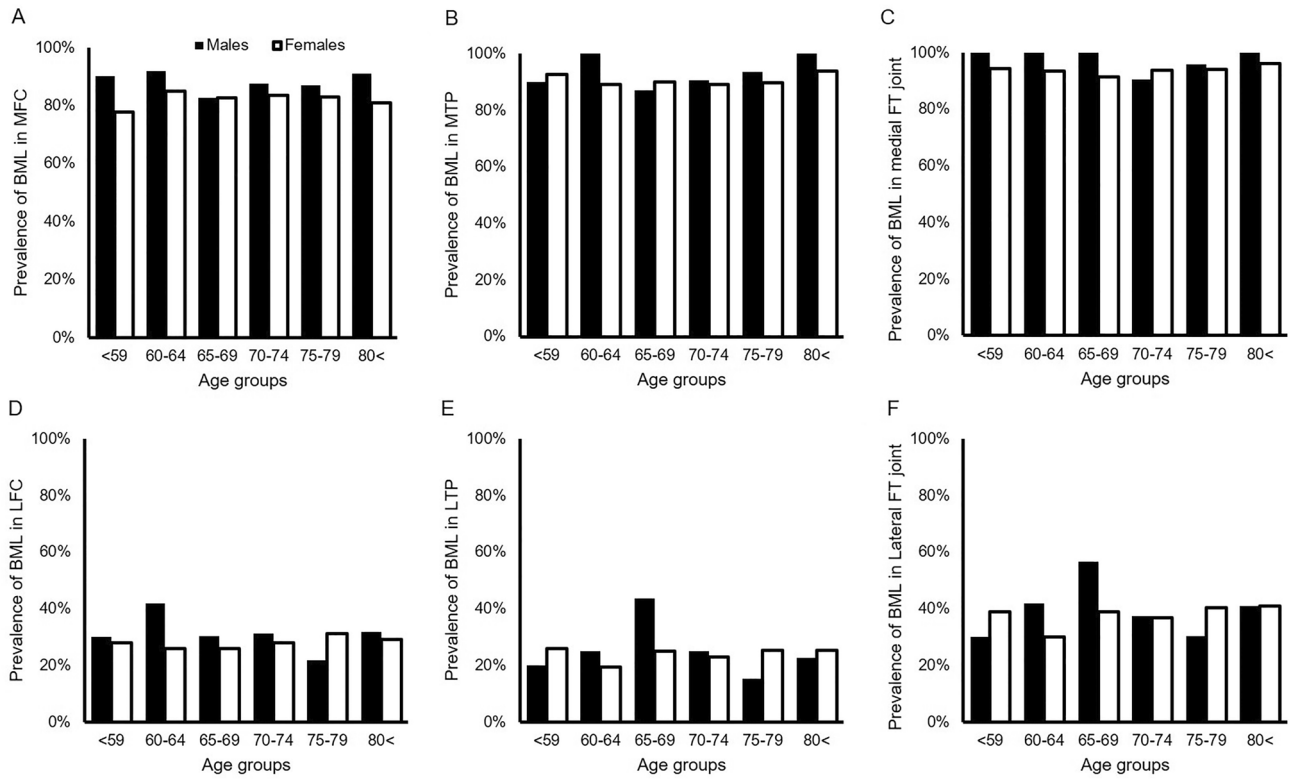 A
Males Females
Prevalence of BML in MFC
100%
80%
60%
40%
20%
0%
<59 60-64 65-69 70-74 75-79 80<
Age groups
B
Prevalence of BML in MTP
100%
80%
60%
40%
20%
0%
<59 60-64 65-69 70-74 75-79 80<
Age groups
C
Prevalence of BML in medial FT joint
100%
80%
60%
40%
20%
0%
<59 60-64 65-69 70-74 75-79 80<
Age groups
D
Prevalence of BML in LFC
100%
80%
60%
40%
20%
0%
<59 60-64 65-69 70-74 75-79 80<
Age groups
E
Prevalence of BML in LTP
100%
80%
60%
40%
20%
0%
<59 60-64 65-69 70-74 75-79 80<
Age groups
F
Prevalence of BML in Lateral FT joint
100%
80%
60%
40%
20%
0%
<59 60-64 65-69 70-74 75-79 80<
Age groups